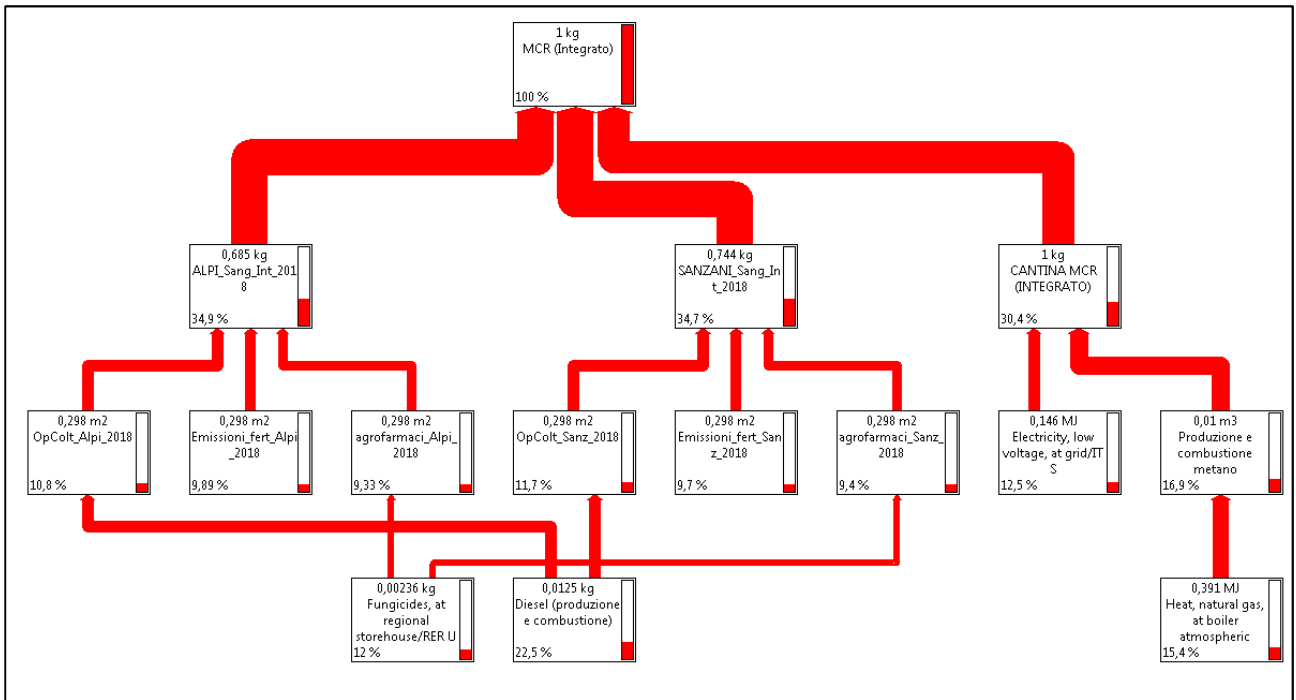 1 kg
MCR (Integrato)
100 %
0,685 kg
ALPI_Sang_Int_201
8
34,9 %
0,744 kg
SANZANI_Sang_In
t_2018
34,7 %
1 kg
CANTINA MCR
(INTEGRATO)
30,4 %
0,298 m2
OpColt_Alpi_2018
10,8 %
0,298 m2
Emissioni_fert_Alpi
_2018
9,89 %
0,298 m2
agrofarmaci_Alpi_
2018
9,33 %
0,298 m2
OpColt_Sanz_2018
11,7 %
0,298 m2
Emissioni_fert_San
z_2018
9,7 %
0,298 m2
agrofarmaci_Sanz_
2018
9,4 %
0,146 MJ
Electricity, low
voltage, at grid/IT
S
12,5 %
0,01 m3
Produzione e
combustione
metano
16,9 %
0,00236 kg
Fungicides, at
regional
storehouse/RER U
12 %
0,0125 kg
Diesel (produzione
e combustione)
22,5 %
0,391 MJ
Heat, natural gas,
at boiler
atmospheric
15,4 %